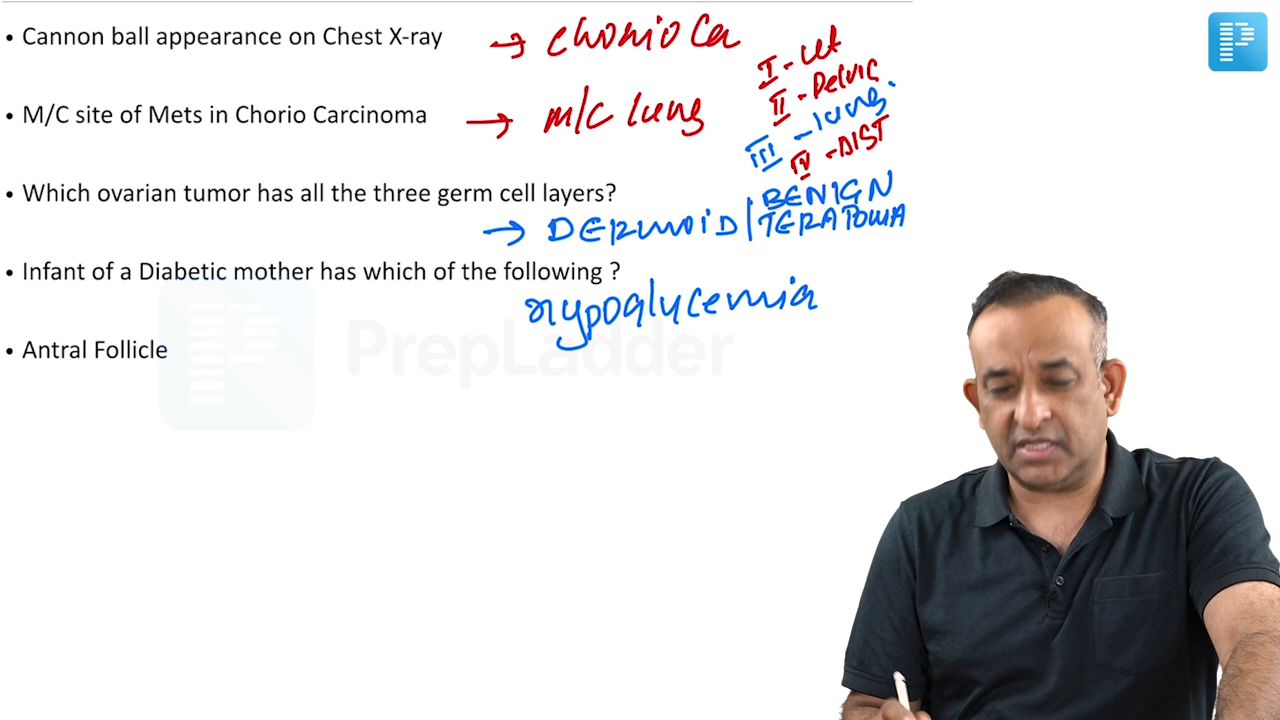 • Cannon ball appearance on Chest X-ray → chorio Ca
I - Ut
II - Pelvic
• M/C site of Mets in Chorio Carcinoma → M/C lung
III - lung
IV - DIST
• Which ovarian tumor has all the three germ cell layers?
→ DERMOID / BENIGN TERATOMA
• Infant of a Diabetic mother has which of the following ?
Hypoglycemia
• Antral Follicle
PrepLadder